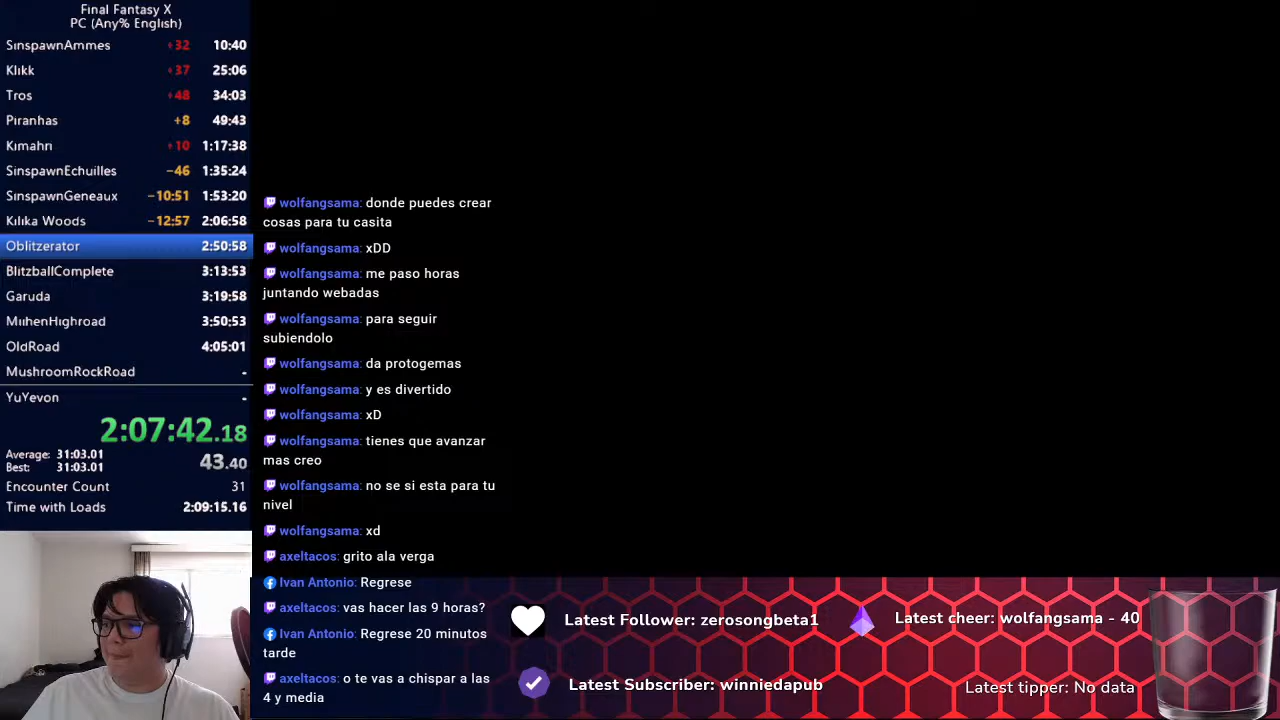 Final Fantasy X
PC (Any% English)
SinspawnAmmes +32 10:40
Klikk +37 25:06
Tros +48 34:03
Piranhas +8 49:43
Kimahri +10 1:17:38
SinspawnEchuilles −46 1:35:24
SinspawnGeneaux −10:51 1:53:20
Kilika Woods −12:57 2:06:58
Oblitzerator 2:50:58
BlitzballComplete 3:13:53
Garuda 3:19:58
MiihenHighroad 3:50:53
OldRoad 4:05:01
MushroomRockRoad -
YuYevon -
2:07:42.18
Average: 31:03.01
Best: 31:03.01
43.40
Encounter Count 31
Time with Loads 2:09:15.16
wolfangsama: donde puedes crear
cosas para tu casita
wolfangsama: xDD
wolfangsama: me paso horas
juntando webadas
wolfangsama: para seguir
subiendolo
wolfangsama: da protogemas
wolfangsama: y es divertido
wolfangsama: xD
wolfangsama: tienes que avanzar
mas creo
wolfangsama: no se si esta para tu
nivel
wolfangsama: xd
axeltacos: grito ala verga
Ivan Antonio: Regrese
axeltacos: vas hacer las 9 horas?
Ivan Antonio: Regrese 20 minutos
tarde
axeltacos: o te vas a chispar a las
4 y media
Latest Follower: zerosongbeta1
Latest cheer: wolfangsama - 40
Latest Subscriber: winniedapub
Latest tipper: No data